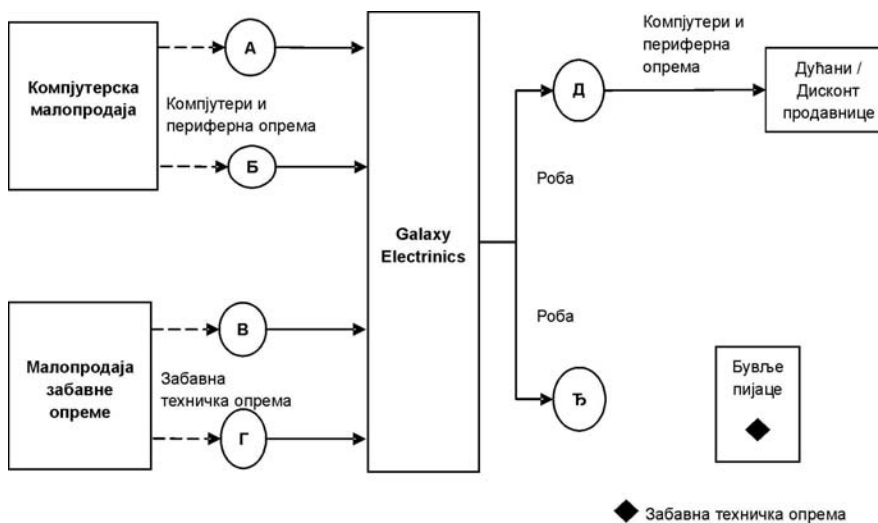 Компјутерска
малопродаја
А
Компјутери и
периферна опрема
Б
Малопродаја
забавне
опреме
В
Забавна
техничка опрема
Г
Galaxy
Electrinics
Д
Роба
Роба
Ђ
Компјутери и
периферна
опрема
Дућани /
Дисконт
продавнице
Бувље
пијаце
Забавна техничка опрема